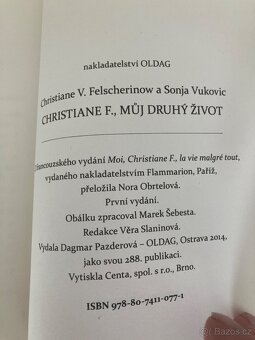 nakladatelství OLDAG
Christiane V. Felscherinow a Sonja Vukovic
CHRISTIANE F., MŮJ DRUHÝ ŽIVOT
francouzského vydání Moi, Christiane F., la vie malgré tout,
vydaného nakladatelstvím Flammarion, Paříž,
přeložila Nora Obrtelová.
První vydání.
Obálku zpracoval Marek Šebesta.
Redakce Věra Slaninová.
Vydala Dagmar Pazderová – OLDAG, Ostrava 2014,
jako svou 288. publikaci.
Vytiskla Centa, spol. s r.o., Brno.
ISBN 978-80-7411-077-1
Bazoš.cz